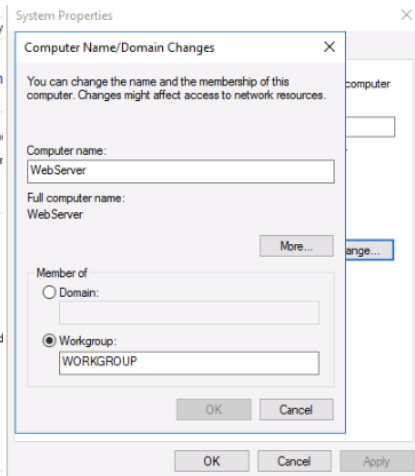 System Properties
Computer Name/Domain Changes
You can change the name and the membership of this
computer. Changes might affect access to network resources.
computer
Computer name:
WebServer
Full computer name:
WebServer
More...
ange...
Member of
Domain:
Workgroup:
WORKGROUP
OK
Cancel
OK
Cancel
Apply